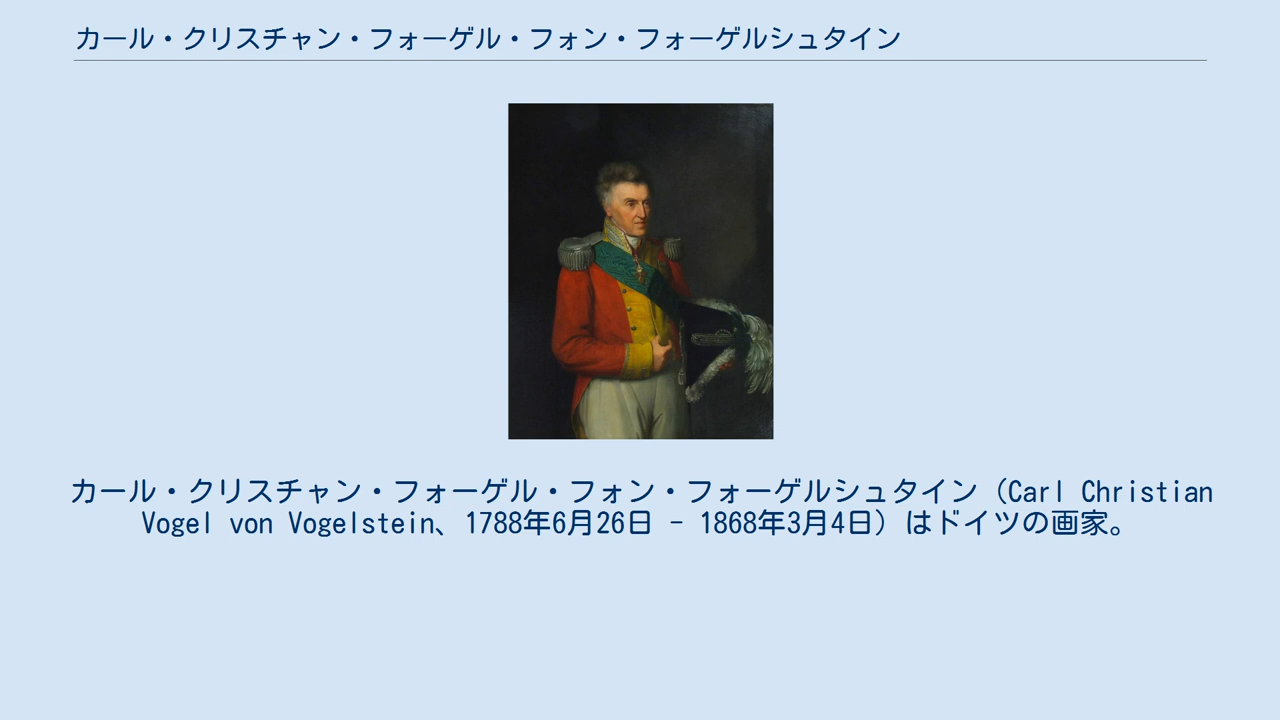 カール・クリスチャン・フォーゲル・フォン・フォーゲルシュタイン
カール・クリスチャン・フォーゲル・フォン・フォーゲルシュタイン（Carl Christian
Vogel von Vogelstein、1788年6月26日 - 1868年3月4日）はドイツの画家。